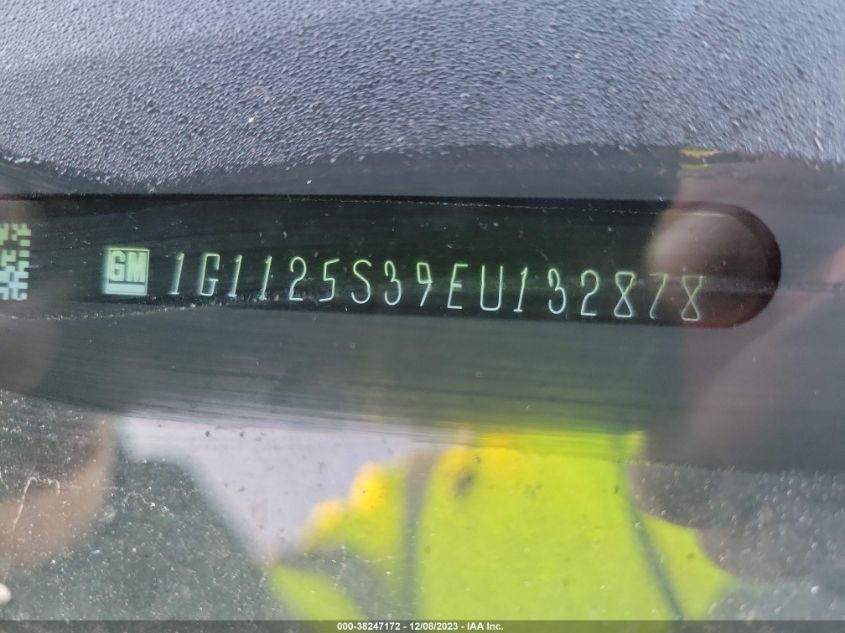 GM 1G1125S39EU132878
000-38247172 - 12/08/2023 - IAA Inc.